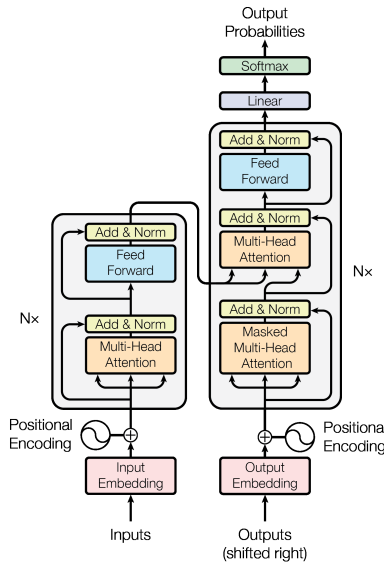 Output
Probabilities
Softmax
Linear
Add & Norm
Feed
Forward
Add & Norm
Multi-Head
Attention
Nx
Add & Norm
Masked
Multi-Head
Attention
Add & Norm
Feed
Forward
Nx
Add & Norm
Multi-Head
Attention
Positional
Encoding
Positional
Encoding
Input
Embedding
Output
Embedding
Inputs
Outputs
(shifted right)